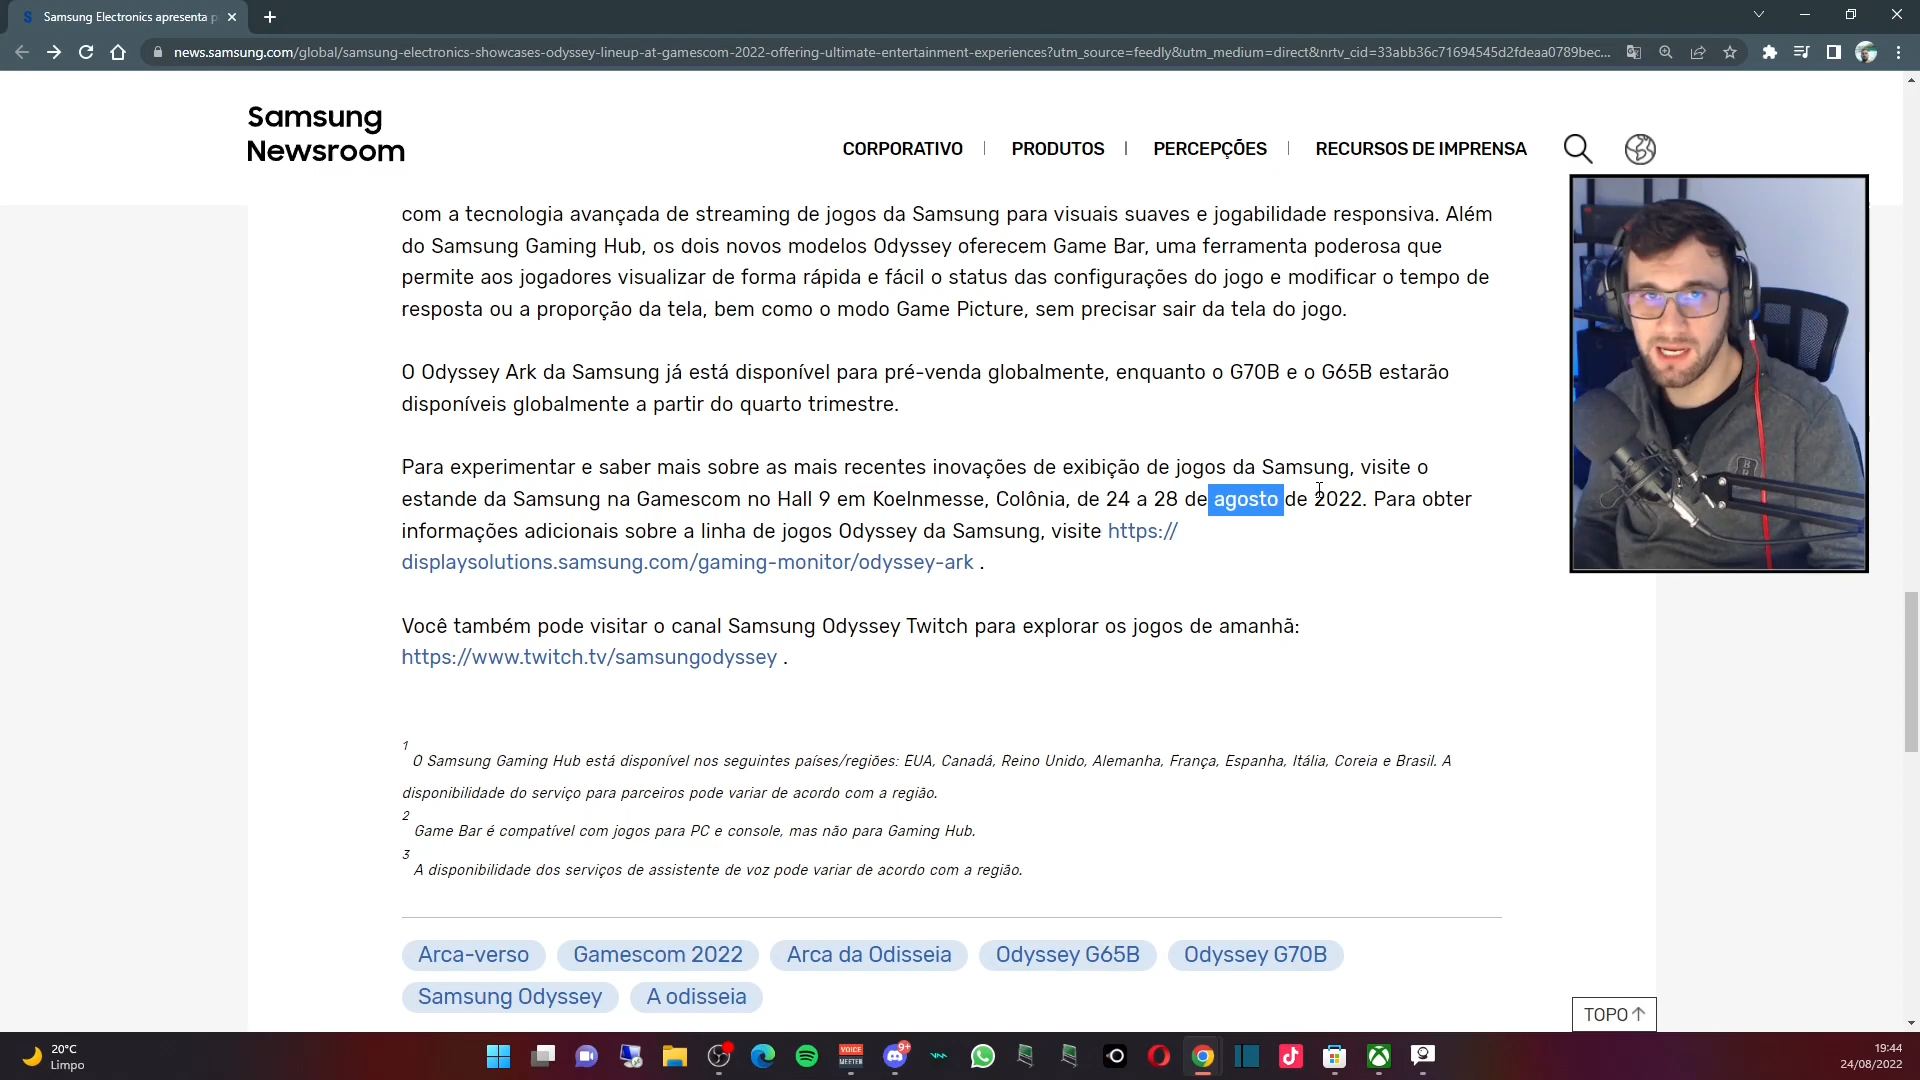 Samsung Electronics apresenta p
news.samsung.com/global/samsung-electronics-showcases-odyssey-lineup-at-gamescom-2022-offering-ultimate-entertainment-experiences?utm_source=feedly&utm_medium=direct&nrtv_cid=33abb36c71694545d2fdeaa0789bec...
Samsung
Newsroom
CORPORATIVO
PRODUTOS
PERCEPÇÕES
RECURSOS DE IMPRENSA
com a tecnologia avançada de streaming de jogos da Samsung para visuais suaves e jogabilidade responsiva. Além
do Samsung Gaming Hub, os dois novos modelos Odyssey oferecem Game Bar, uma ferramenta poderosa que
permite aos jogadores visualizar de forma rápida e fácil o status das configurações do jogo e modificar o tempo de
resposta ou a proporção da tela, bem como o modo Game Picture, sem precisar sair da tela do jogo.
O Odyssey Ark da Samsung já está disponível para pré-venda globalmente, enquanto o G70B e o G65B estarão
disponíveis globalmente a partir do quarto trimestre.
Para experimentar e saber mais sobre as mais recentes inovações de exibição de jogos da Samsung, visite o
estande da Samsung na Gamescom no Hall 9 em Koelnmesse, Colônia, de 24 a 28 de agosto de 2022. Para obter
informações adicionais sobre a linha de jogos Odyssey da Samsung, visite https://
displaysolutions.samsung.com/gaming-monitor/odyssey-ark .
Você também pode visitar o canal Samsung Odyssey Twitch para explorar os jogos de amanhã:
https://www.twitch.tv/samsungodyssey .
1 O Samsung Gaming Hub está disponível nos seguintes países/regiões: EUA, Canadá, Reino Unido, Alemanha, França, Espanha, Itália, Coreia e Brasil. A
disponibilidade do serviço para parceiros pode variar de acordo com a região.
2 Game Bar é compatível com jogos para PC e console, mas não para Gaming Hub.
3 A disponibilidade dos serviços de assistente de voz pode variar de acordo com a região.
Arca-verso
Gamescom 2022
Arca da Odisseia
Odyssey G65B
Odyssey G70B
Samsung Odyssey
A odisseia
TOPO
20°C
Limpo
VOICE
MEETER
9+
19:44
24/08/2022